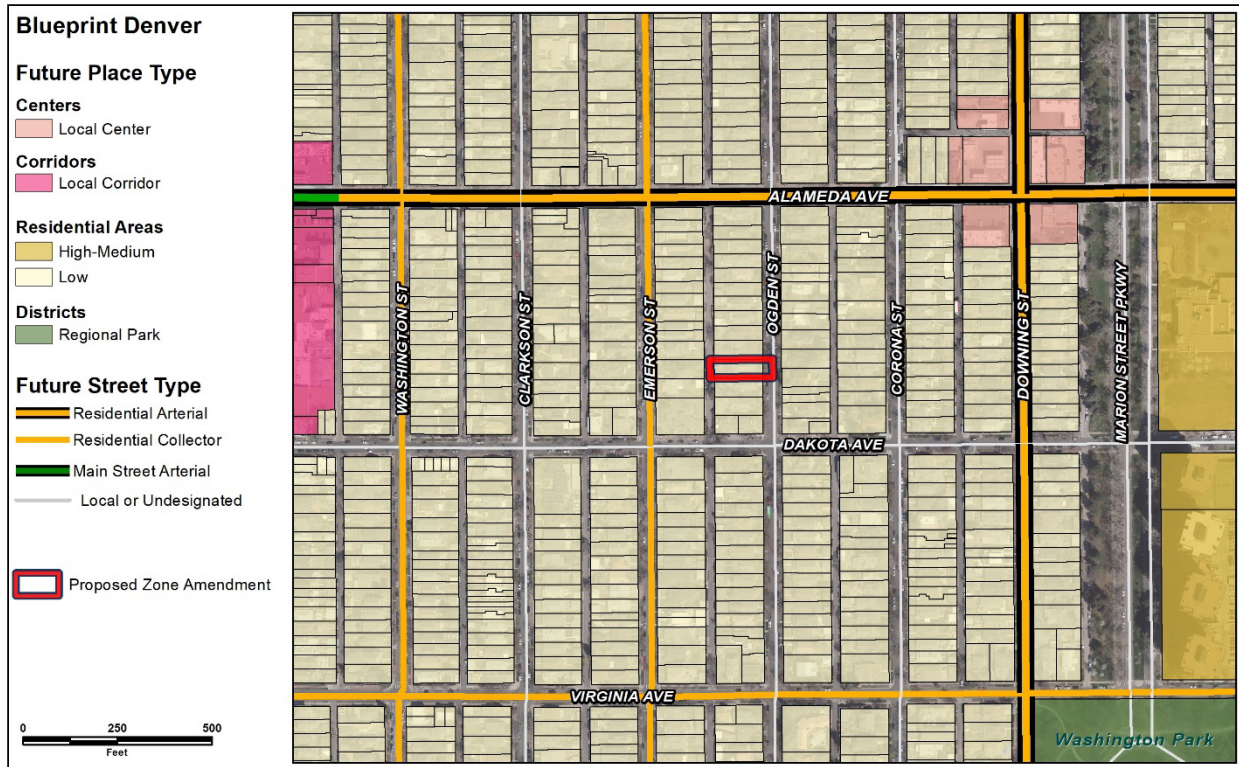 Blueprint Denver
Future Place Type
Centers
Local Center
Corridors
Local Corridor
Residential Areas
High-Medium
Low
Districts
Regional Park
Future Street Type
Residential Arterial
Residential Collector
Main Street Arterial
Local or Undesignated
Proposed Zone Amendment
0 250 500
Feet
ALAMEDA AVE
WASHINGTON ST
CLARKSON ST
EMERSON ST
OGDEN ST
CORONA ST
DOWNING ST
MARION STREET PKWY
DAKOTA AVE
VIRGINIA AVE
Washington Park